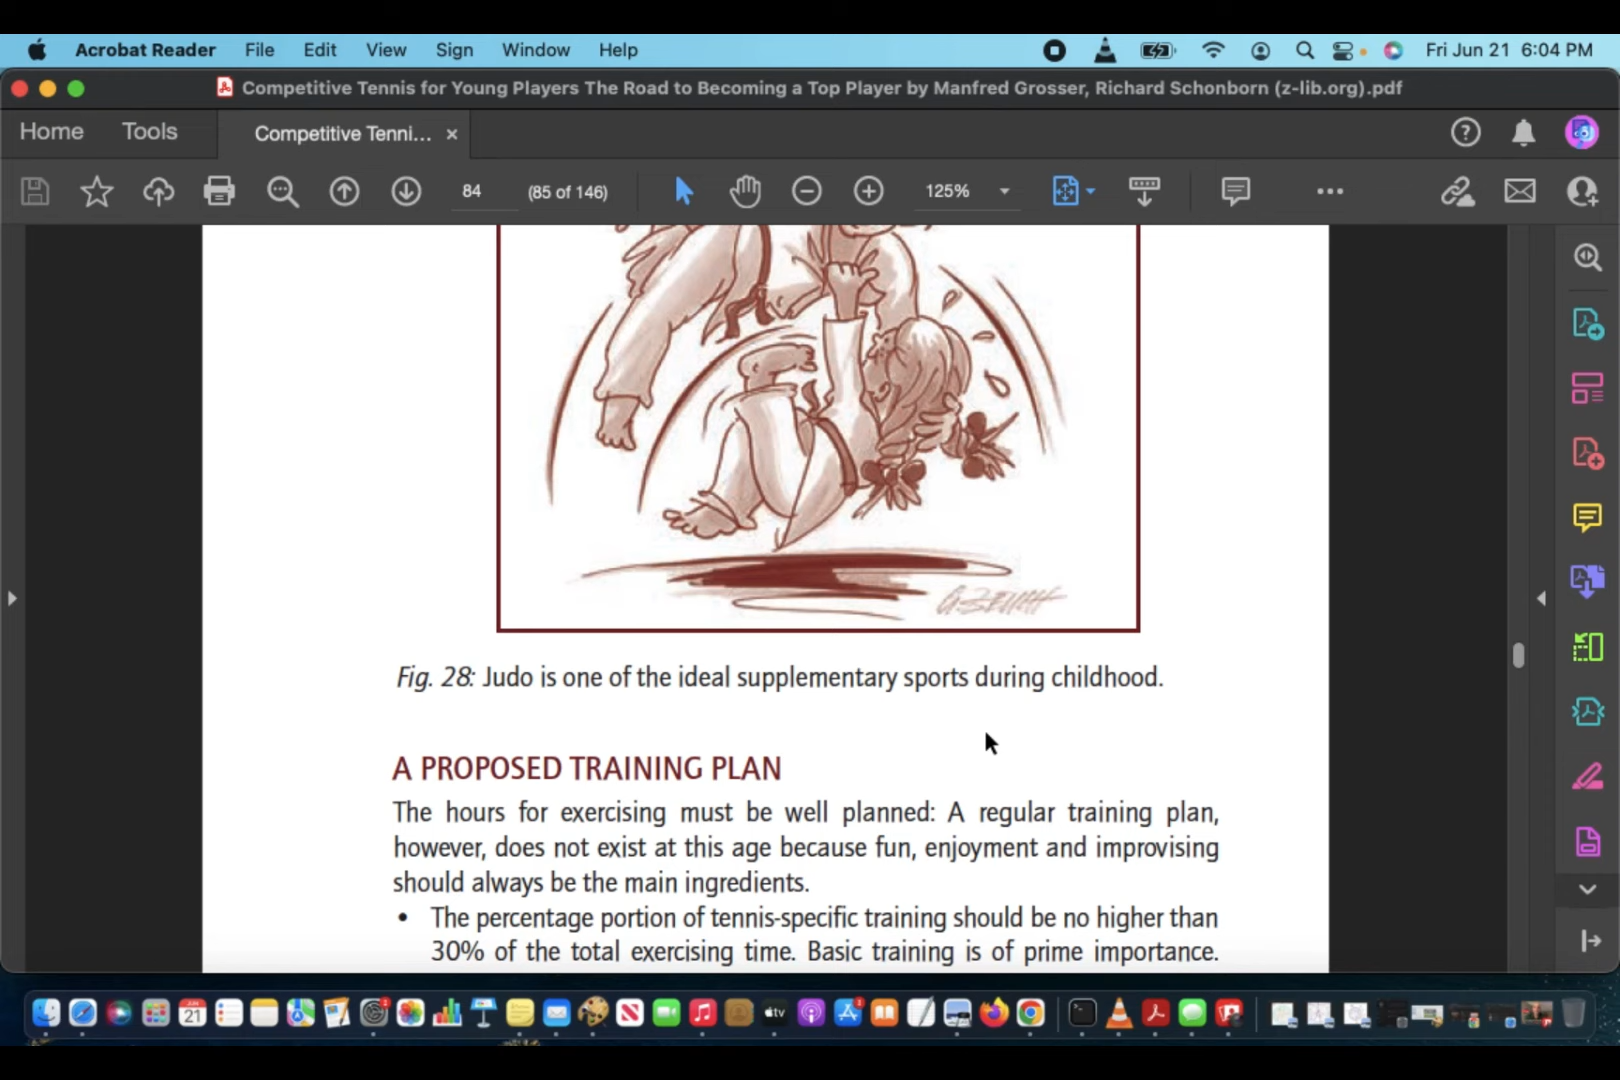 Acrobat Reader File Edit View Sign Window Help Fri Jun 21 6:04 PM
Competitive Tennis for Young Players The Road to Becoming a Top Player by Manfred Grosser, Richard Schonborn (z-lib.org).pdf
Home Tools Competitive Tenni... ×
84 (85 of 146) 125%
Fig. 28: Judo is one of the ideal supplementary sports during childhood.
A PROPOSED TRAINING PLAN
The hours for exercising must be well planned: A regular training plan,
however, does not exist at this age because fun, enjoyment and improvising
should always be the main ingredients.
• The percentage portion of tennis-specific training should be no higher than
30% of the total exercising time. Basic training is of prime importance.
JUN
21
tv